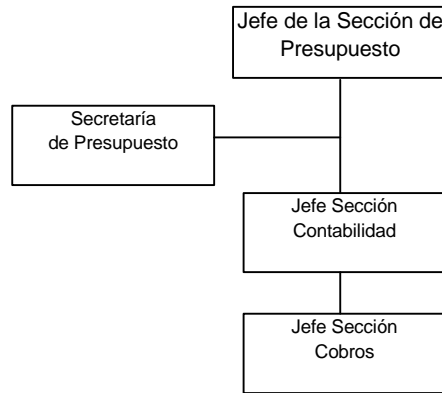 Jefe de la Sección de
Presupuesto
Secretaría
de Presupuesto
Jefe Sección
Contabilidad
Jefe Sección
Cobros